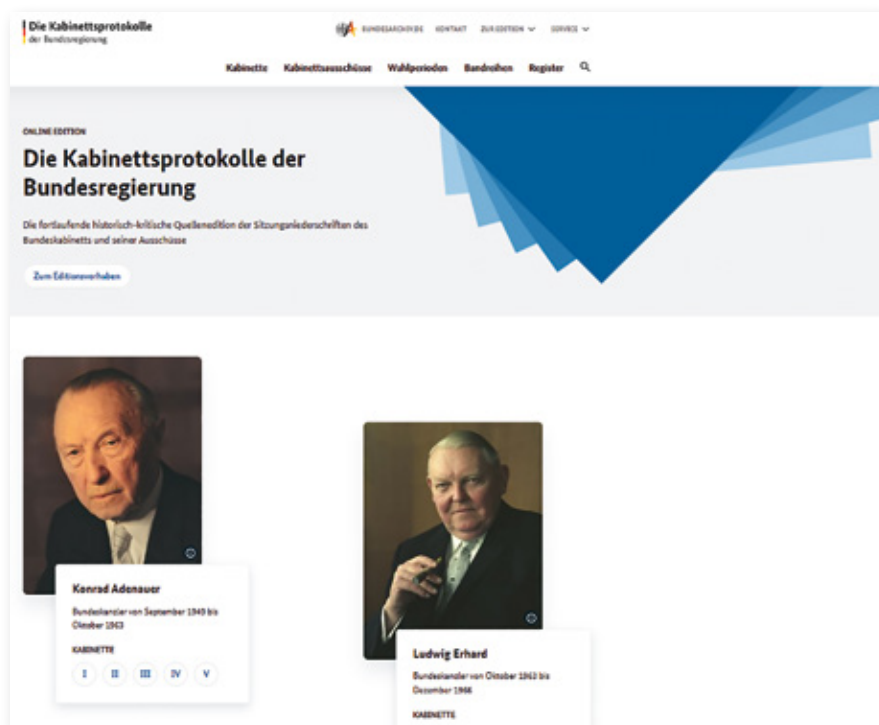 Die Kabinettsprotokolle
der Bundesregierung
BUNDESARCHIV.DE KONTAKT ZUR EDITION SERVICE
Kabinette Kabinettsausschüsse Wahlperioden Bandreihen Register
ONLINE EDITION
Die Kabinettsprotokolle der
Bundesregierung
Die fortlaufende historisch-kritische Quellenedition der Sitzungsniederschriften des
Bundeskabinetts und seiner Ausschüsse
Zum Editionsvorhaben
Konrad Adenauer
Bundeskanzler von September 1949 bis
Oktober 1963
KABINETTE
I II III IV V
Ludwig Erhard
Bundeskanzler von Oktober 1963 bis
Dezember 1966
KABINETTE